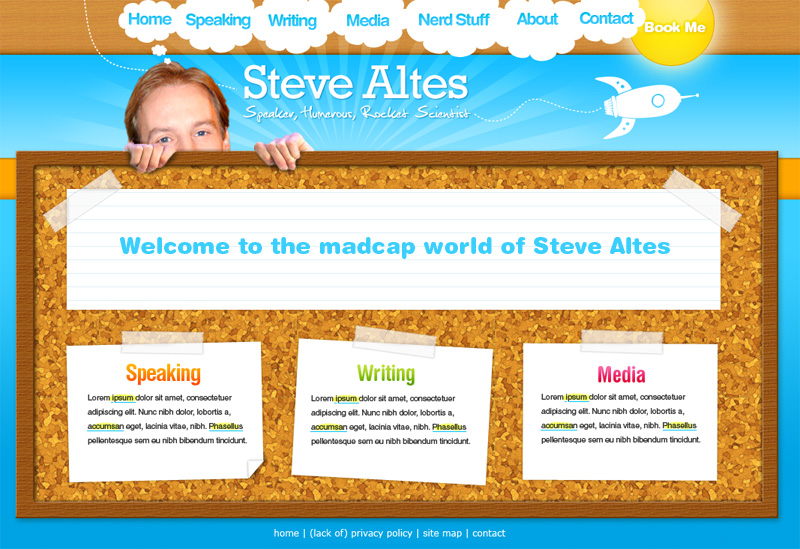 Home Speaking Writing Media Nerd Stuff About Contact Book Me
Steve Altes
Speaker, Humorous, Rocket Scientist
Welcome to the madcap world of Steve Altes
Speaking
Lorem ipsum dolor sit amet, consectetuer
adipiscing elit. Nunc nibh dolor, lobortis a,
accumsan eget, lacinia vitae, nibh. Phasellus
pellentesque sem eu nibh bibendum tincidunt.
Writing
Lorem ipsum dolor sit amet, consectetuer
adipiscing elit. Nunc nibh dolor, lobortis a,
accumsan eget, lacinia vitae, nibh. Phasellus
pellentesque sem eu nibh bibendum tincidunt.
Media
Lorem ipsum dolor sit amet, consectetuer
adipiscing elit. Nunc nibh dolor, lobortis a,
accumsan eget, lacinia vitae, nibh. Phasellus
pellentesque sem eu nibh bibendum tincidunt.
home | (lack of) privacy policy | site map | contact